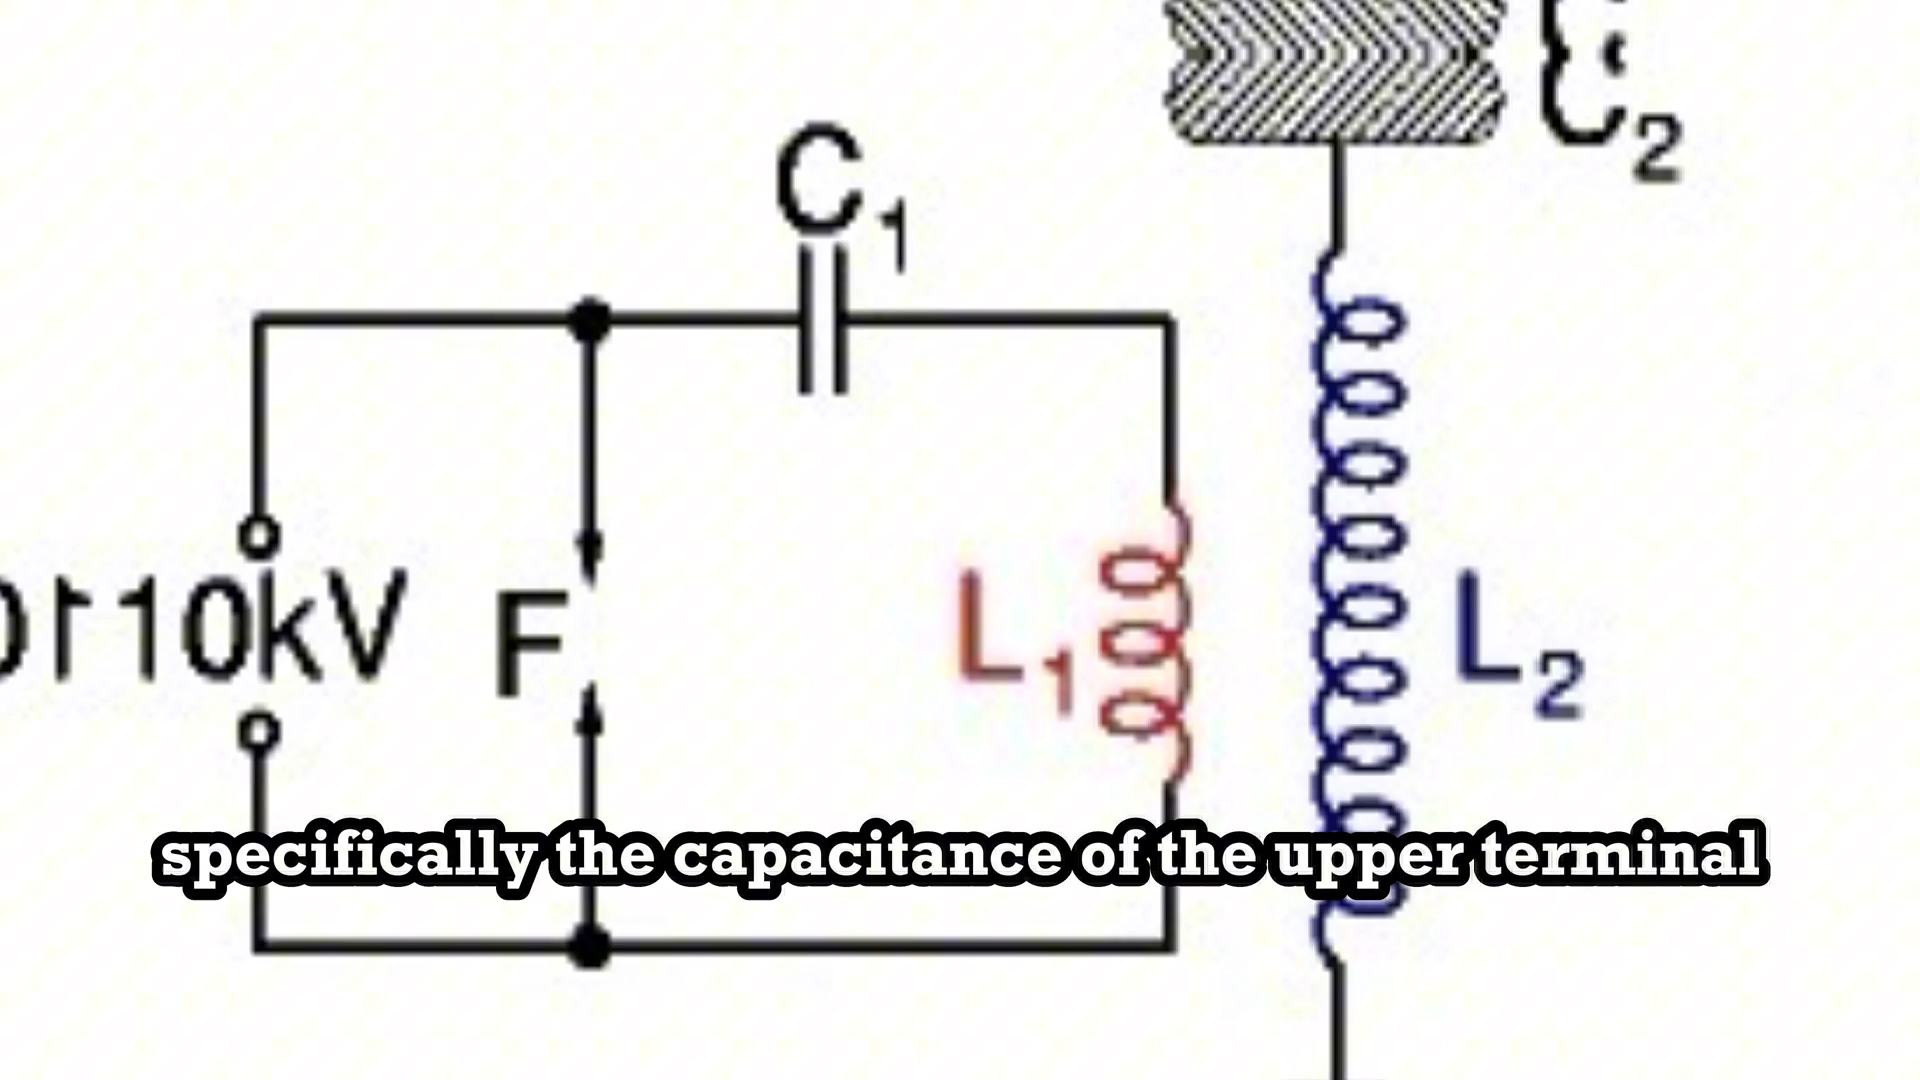 C2
C1
10kV
F
L1
L2
specifically the capacitance of the upper terminal